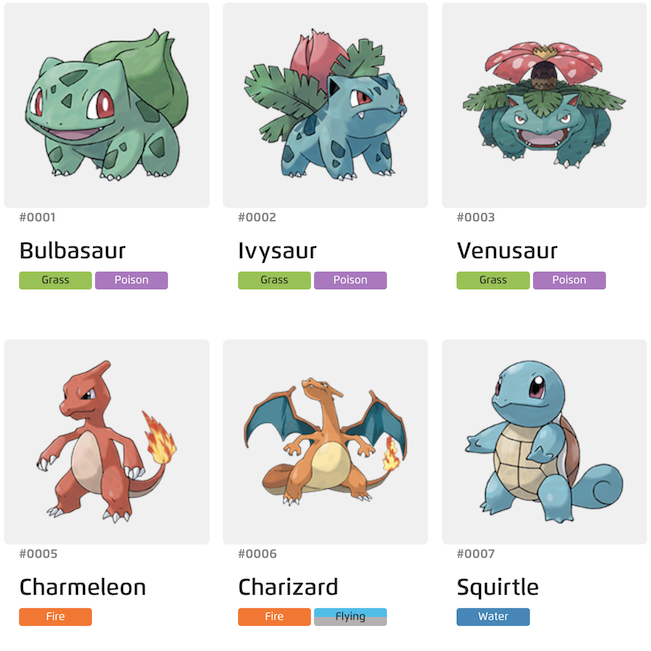 #0001
#0002
#0003
Bulbasaur
Ivysaur
Venusaur
Grass Poison
Grass Poison
Grass Poison
#0005
#0006
#0007
Charmeleon
Charizard
Squirtle
Fire
Fire Flying
Water